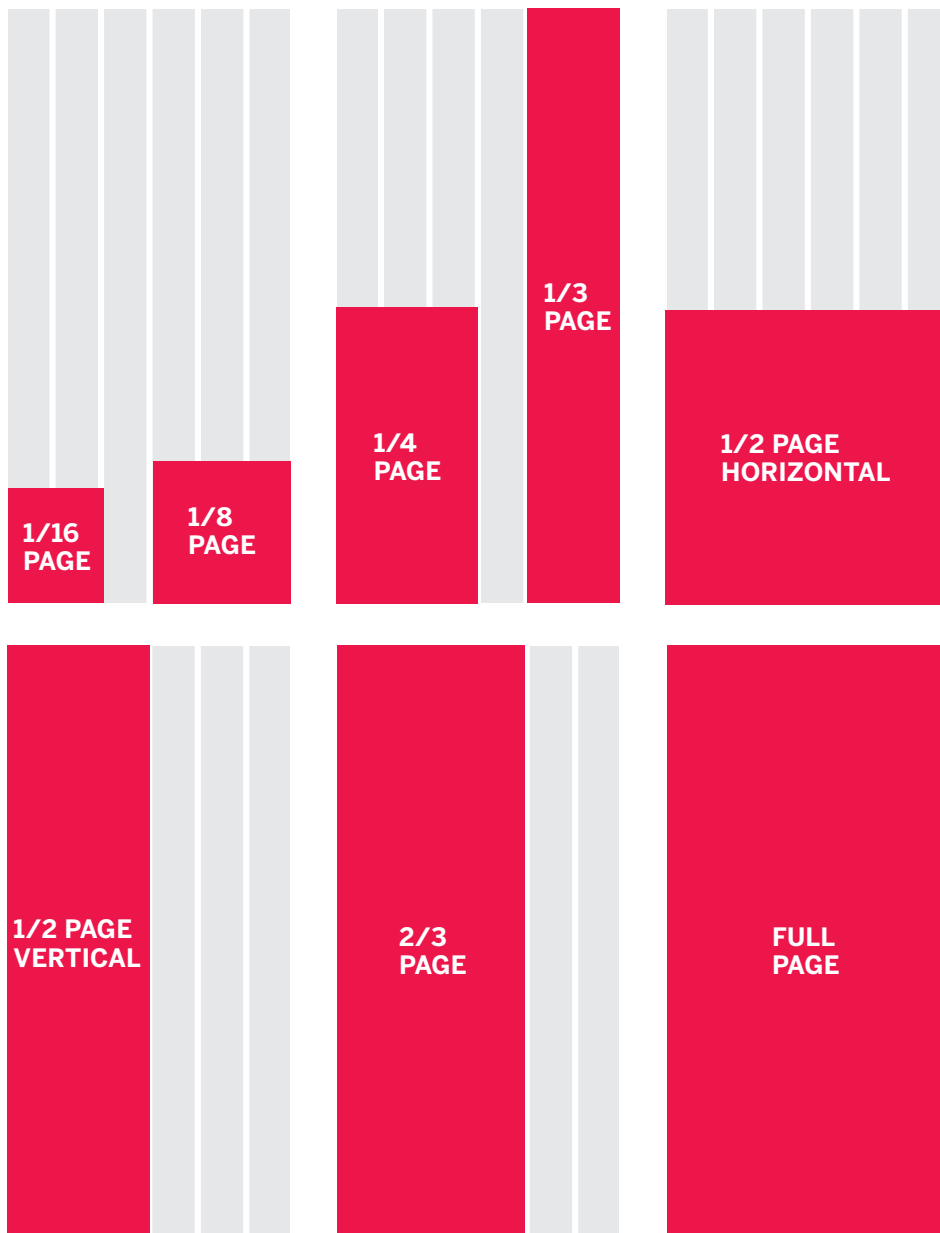 1/16
PAGE
1/8
PAGE
1/4
PAGE
1/3
PAGE
1/2 PAGE
HORIZONTAL
1/2 PAGE
VERTICAL
2/3
PAGE
FULL
PAGE